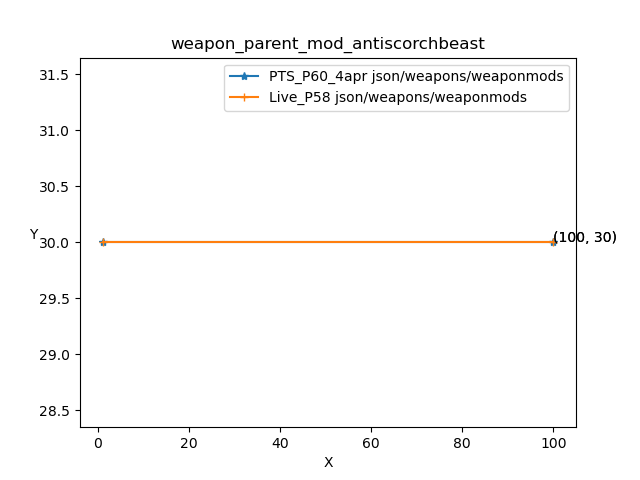 weapon_parent_mod_antiscorchbeast
PTS_P60_4apr json/weapons/weaponmods
Live_P58 json/weapons/weaponmods
31.5
31.0
30.5
Y
30.0
(100, 30)
29.5
29.0
28.5
0
20
40
60
80
100
X